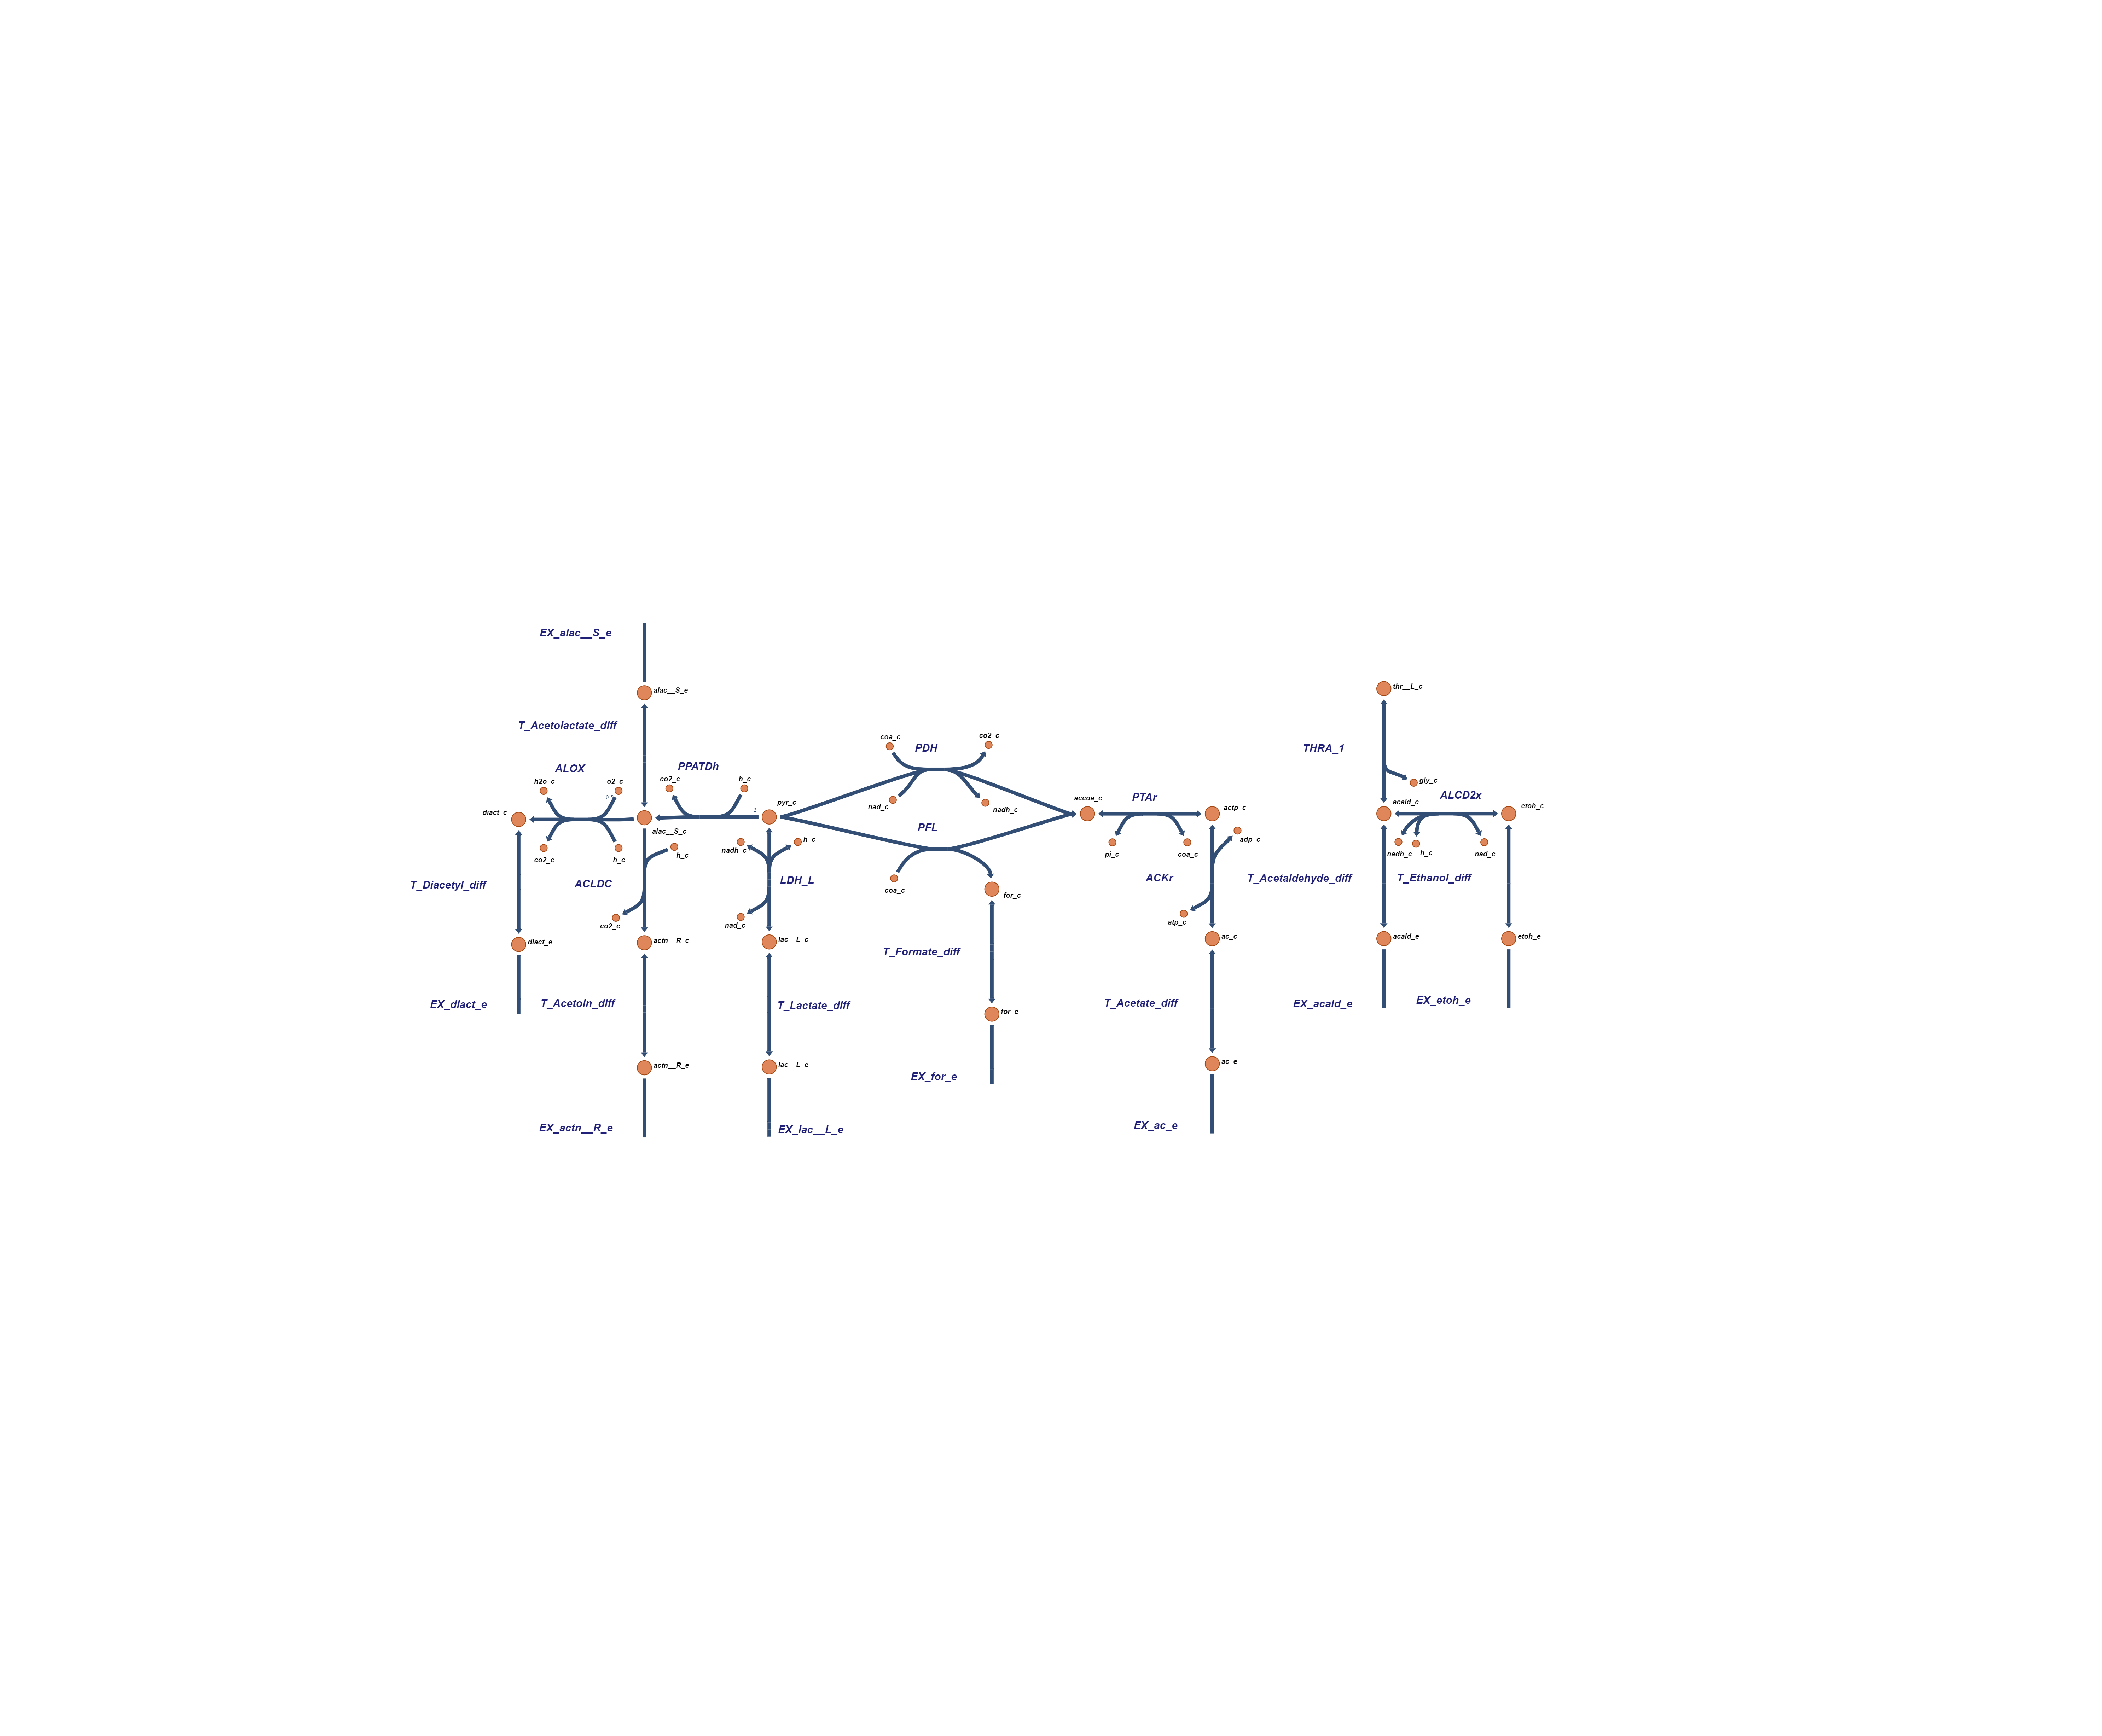 EX_alac__S_e
alac__S_e
thr__L_c
T_Acetolactate_diff
coa_c
PDH
co2_c
THRA_1
ALOX
PPATDh
h2o_c
o2_c
co2_c
h_c
gly_c
nad_c
nadh_c
diact_c
pyr_c
accoa_c
PTAr
actp_c
acald_c
ALCD2x
etoh_c
alac__S_c
PFL
adp_c
co2_c
h_c
h_c
nadh_c
h_c
pi_c
coa_c
nadh_c
h_c
nad_c
T_Diacetyl_diff
ACLDC
LDH_L
coa_c
for_c
ACKr
T_Acetaldehyde_diff
T_Ethanol_diff
co2_c
nad_c
atp_c
diact_e
actn__R_c
lac__L_c
T_Formate_diff
ac_c
acald_e
etoh_e
EX_diact_e
T_Acetoin_diff
T_Lactate_diff
for_e
T_Acetate_diff
EX_acald_e
EX_etoh_e
actn__R_e
lac__L_e
EX_for_e
ac_e
EX_actn__R_e
EX_lac__L_e
EX_ac_e